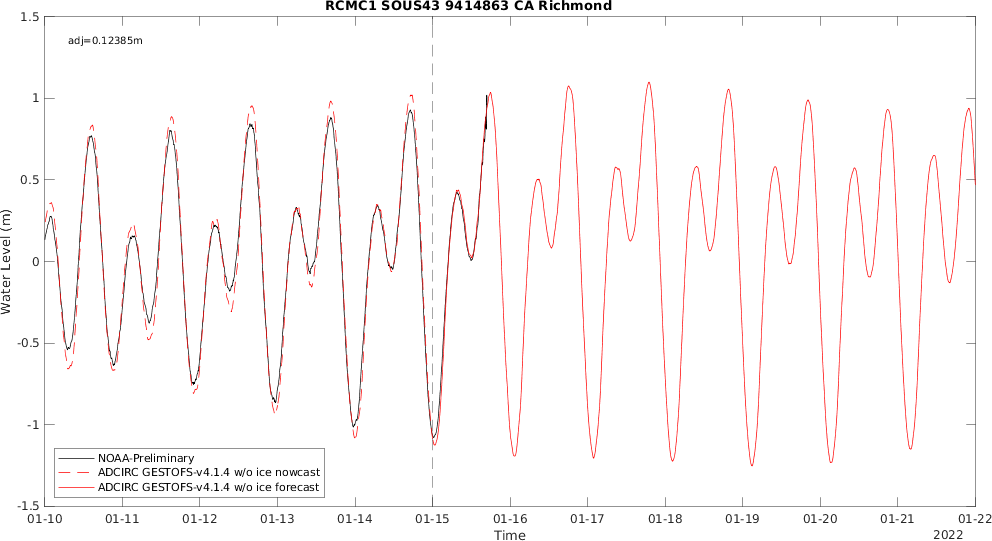 RCMC1 SOUS43 9414863 CA Richmond
adj=0.12385m
1.5
1
0.5
0
-0.5
-1
-1.5
Water Level (m)
NOAA-Preliminary
ADCIRC GESTOFS-v4.1.4 w/o ice nowcast
ADCIRC GESTOFS-v4.1.4 w/o ice forecast
01-10 01-11 01-12 01-13 01-14 01-15 01-16 01-17 01-18 01-19 01-20 01-21 01-22
Time
2022